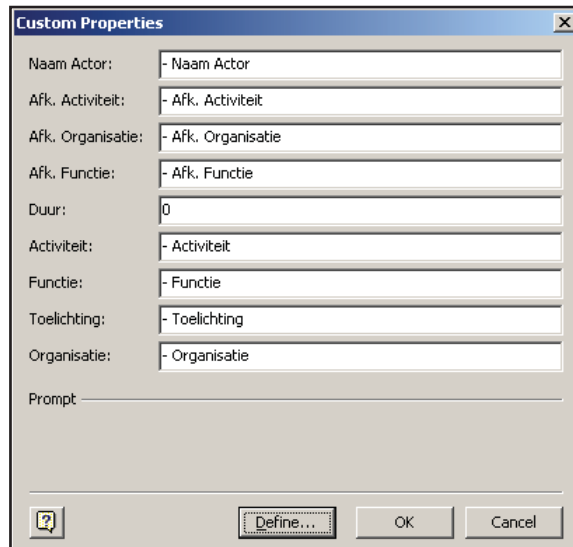 Custom Properties
Naam Actor: - Naam Actor
Afk. Activiteit: - Afk. Activiteit
Afk. Organisatie: - Afk. Organisatie
Afk. Functie: - Afk. Functie
Duur: 0
Activiteit: - Activiteit
Functie: - Functie
Toelichting: - Toelichting
Organisatie: - Organisatie
Prompt
Define... OK Cancel